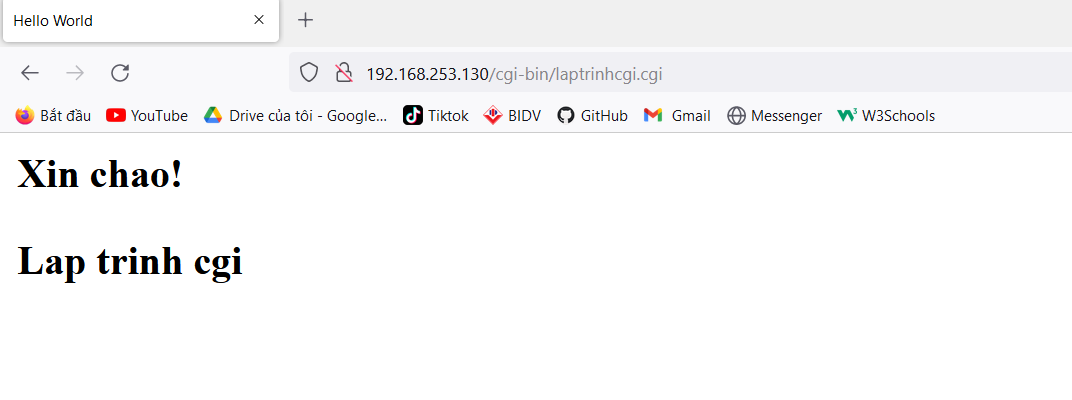 Hello World
192.168.253.130/cgi-bin/laptrinhcgi.cgi
Bắt đầu YouTube Drive của tôi - Google... Tiktok BIDV GitHub Gmail Messenger W3Schools
Xin chao!
Lap trinh cgi